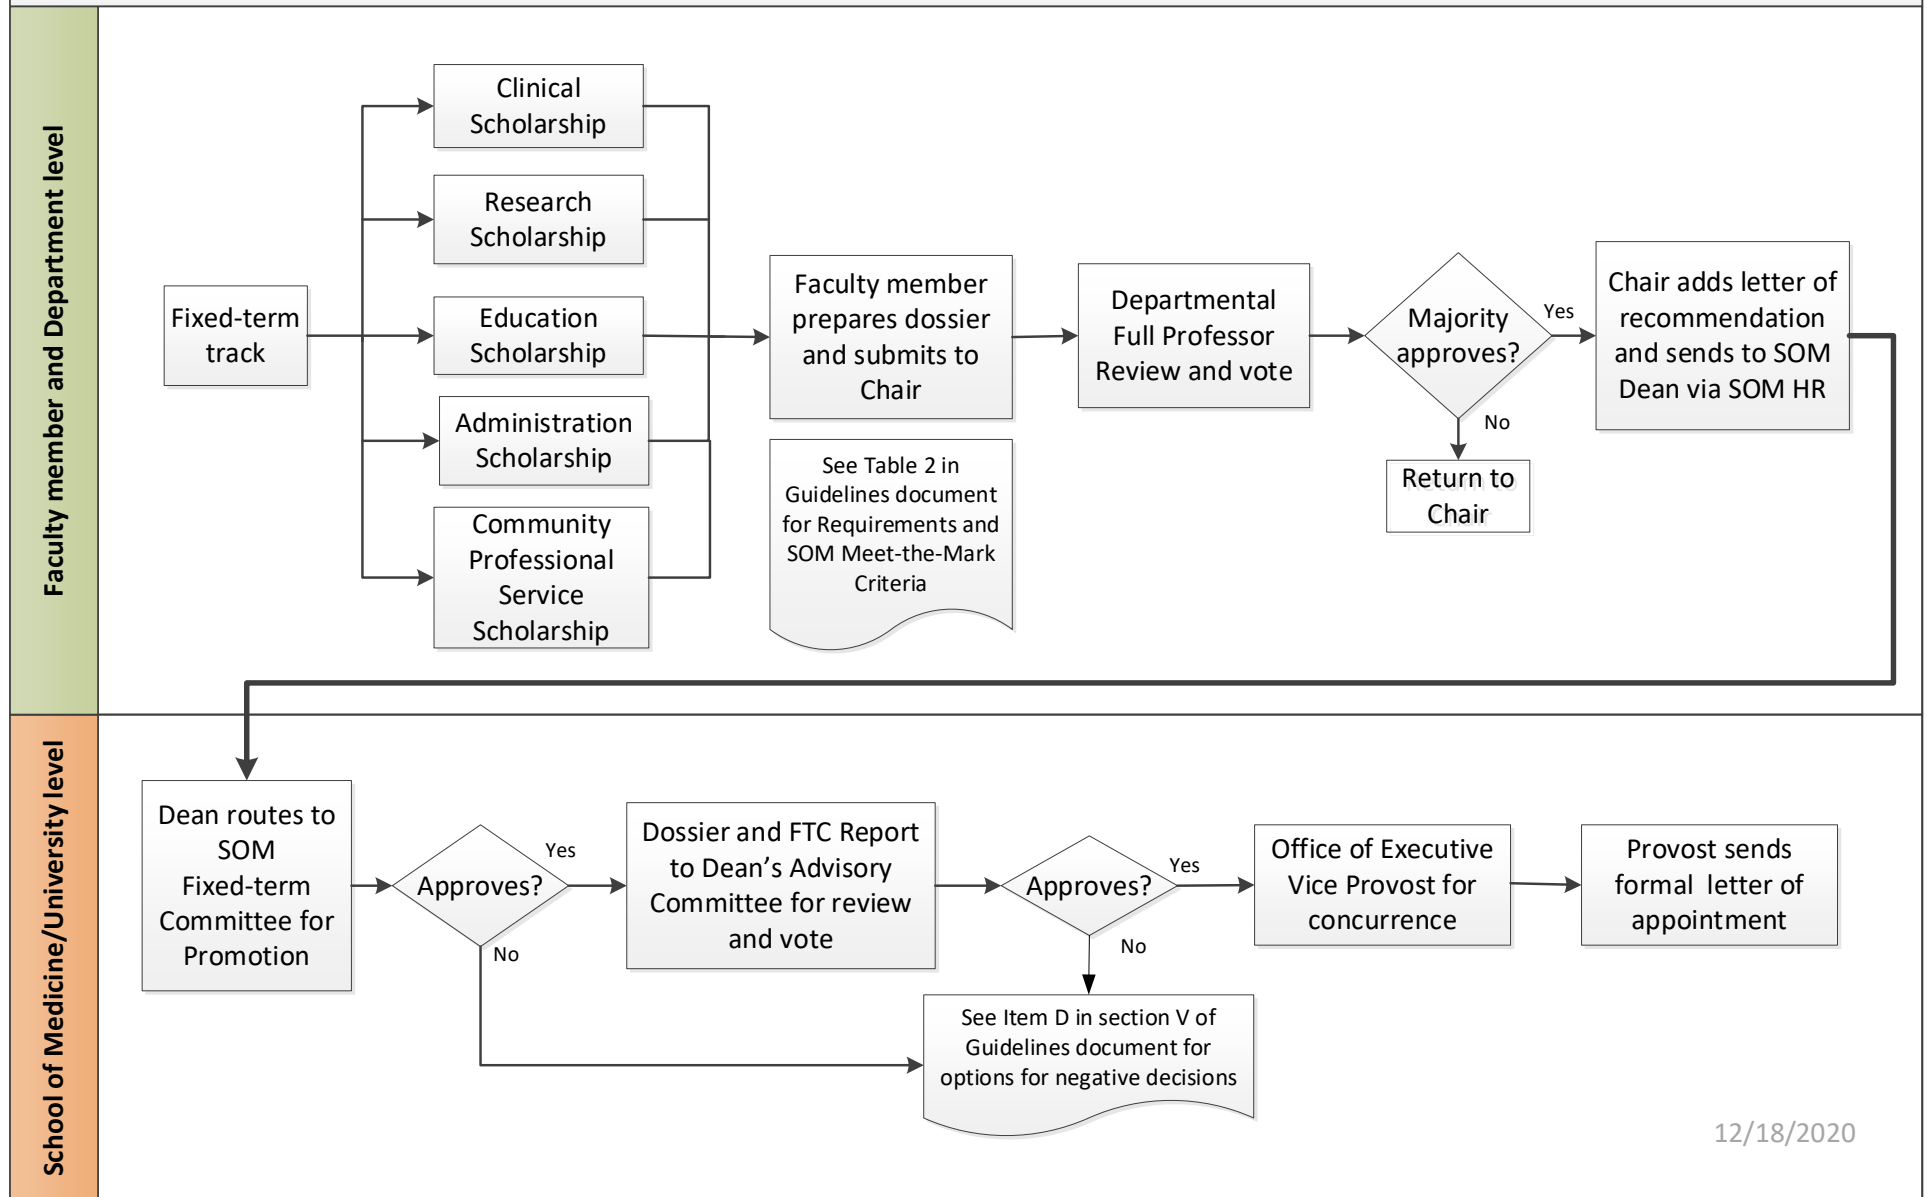 Faculty member and Department level
Fixed-term
track
Clinical
Scholarship
Research
Scholarship
Education
Scholarship
Administration
Scholarship
Community
Professional
Service
Scholarship
Faculty member
prepares dossier
and submits to
Chair
See Table 2 in
Guidelines document
for Requirements and
SOM Meet-the-Mark
Criteria
Departmental
Full Professor
Review and vote
Majority
approves?
Yes
No
Return to
Chair
Chair adds letter of
recommendation
and sends to SOM
Dean via SOM HR
School of Medicine/University level
Dean routes to
SOM
Fixed-term
Committee for
Promotion
Approves?
Yes
No
Dossier and FTC Report
to Dean’s Advisory
Committee for review
and vote
Approves?
Yes
No
See Item D in section V of
Guidelines document for
options for negative decisions
Office of Executive
Vice Provost for
concurrence
Provost sends
formal letter of
appointment
12/18/2020